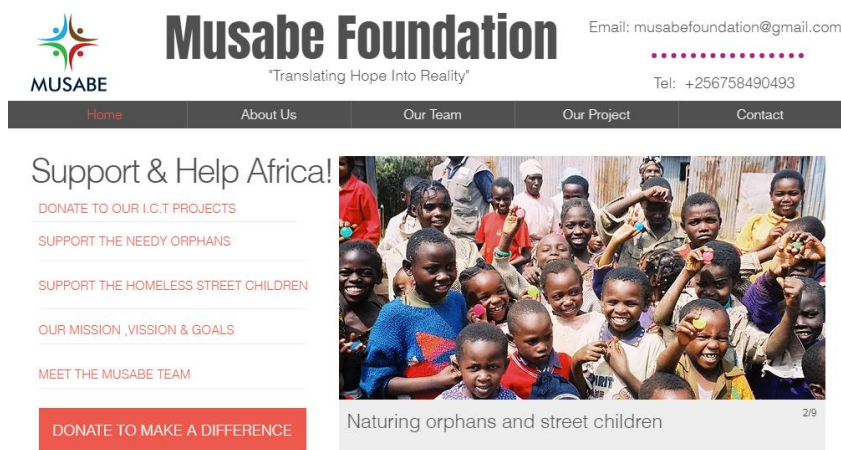 MUSABE
Musabe Foundation
"Translating Hope Into Reality"
Email: musabefoundation@gmail.com
Tel: +256758490493
Home
About Us
Our Team
Our Project
Contact
Support & Help Africa!
DONATE TO OUR I.C.T PROJECTS
SUPPORT THE NEEDY ORPHANS
SUPPORT THE HOMELESS STREET CHILDREN
OUR MISSION ,VISSION & GOALS
MEET THE MUSABE TEAM
DONATE TO MAKE A DIFFERENCE
Naturing orphans and street children
2/9